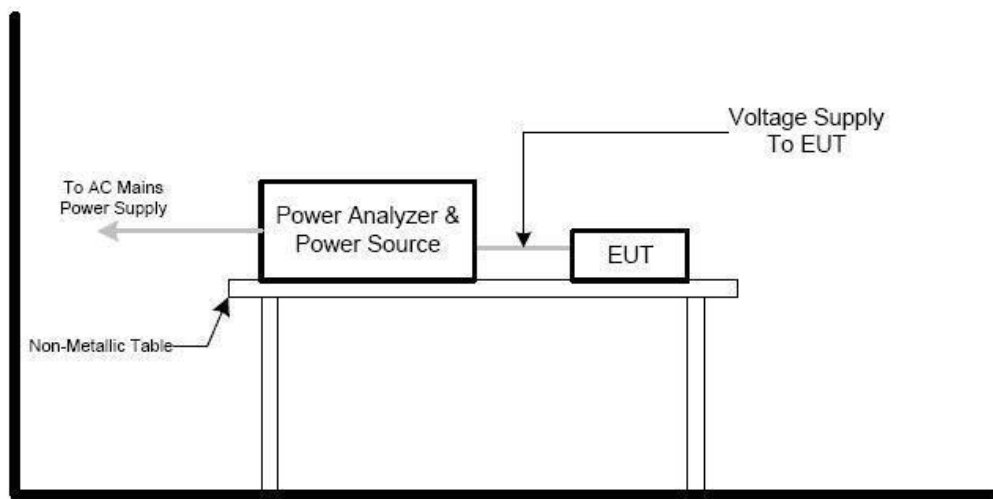 Voltage Supply
To EUT
To AC Mains
Power Supply
Power Analyzer &
Power Source
EUT
Non-Metallic Table